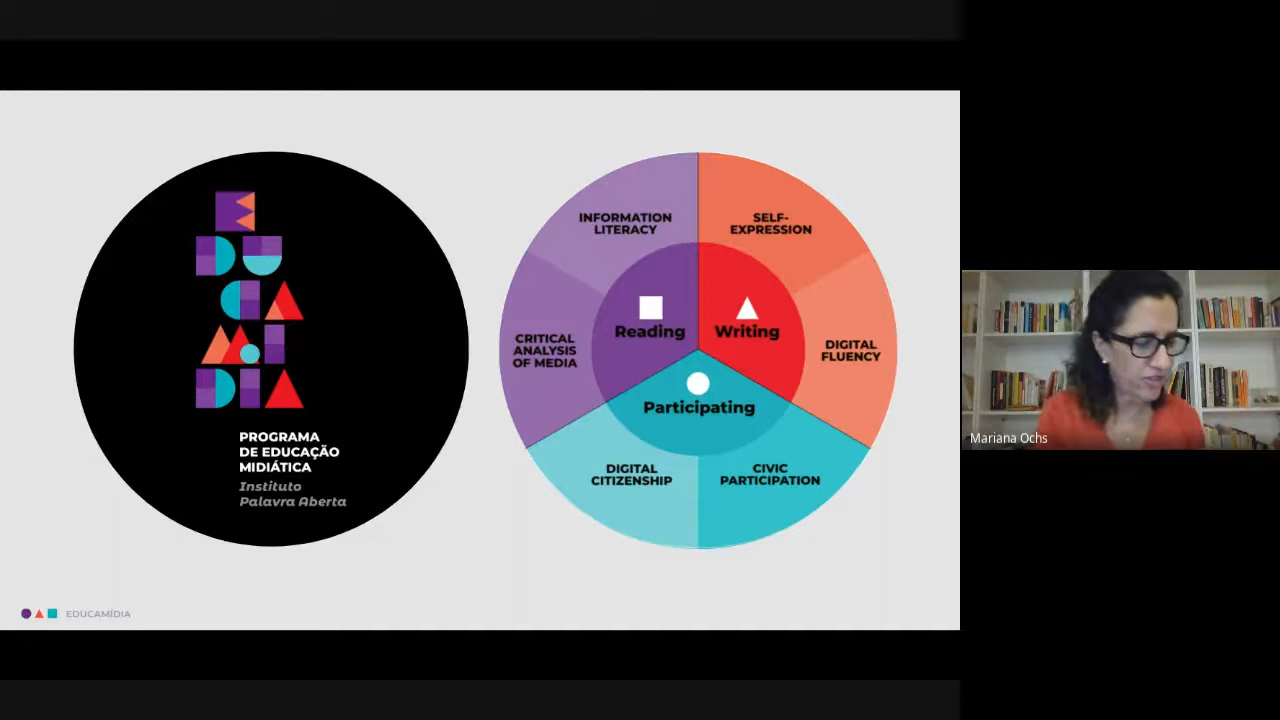 E
DU
CA
MÍ
DIA
PROGRAMA
DE EDUCAÇÃO
MIDIÁTICA
Instituto
Palavra Aberta
INFORMATION
LITERACY
SELF-
EXPRESSION
Reading
Writing
CRITICAL
ANALYSIS
OF MEDIA
DIGITAL
FLUENCY
Participating
DIGITAL
CITIZENSHIP
CIVIC
PARTICIPATION
EDUCAMÍDIA
Mariana Ochs